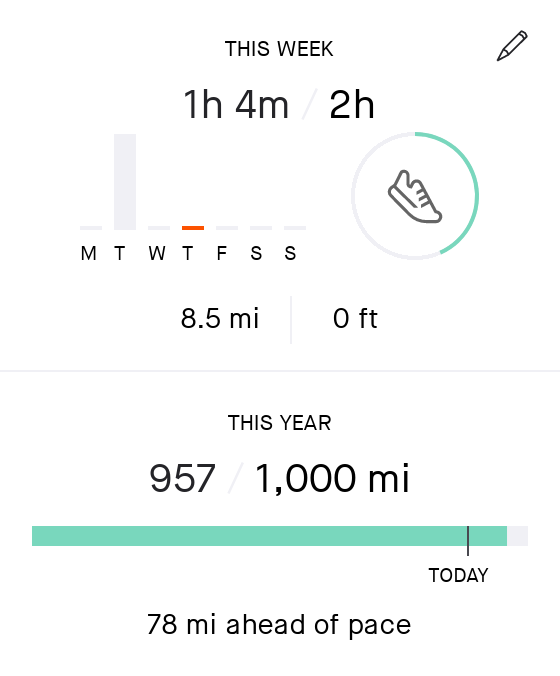 THIS WEEK
1h 4m / 2h
M T W T F S S
8.5 mi 0 ft
THIS YEAR
957 / 1,000 mi
TODAY
78 mi ahead of pace